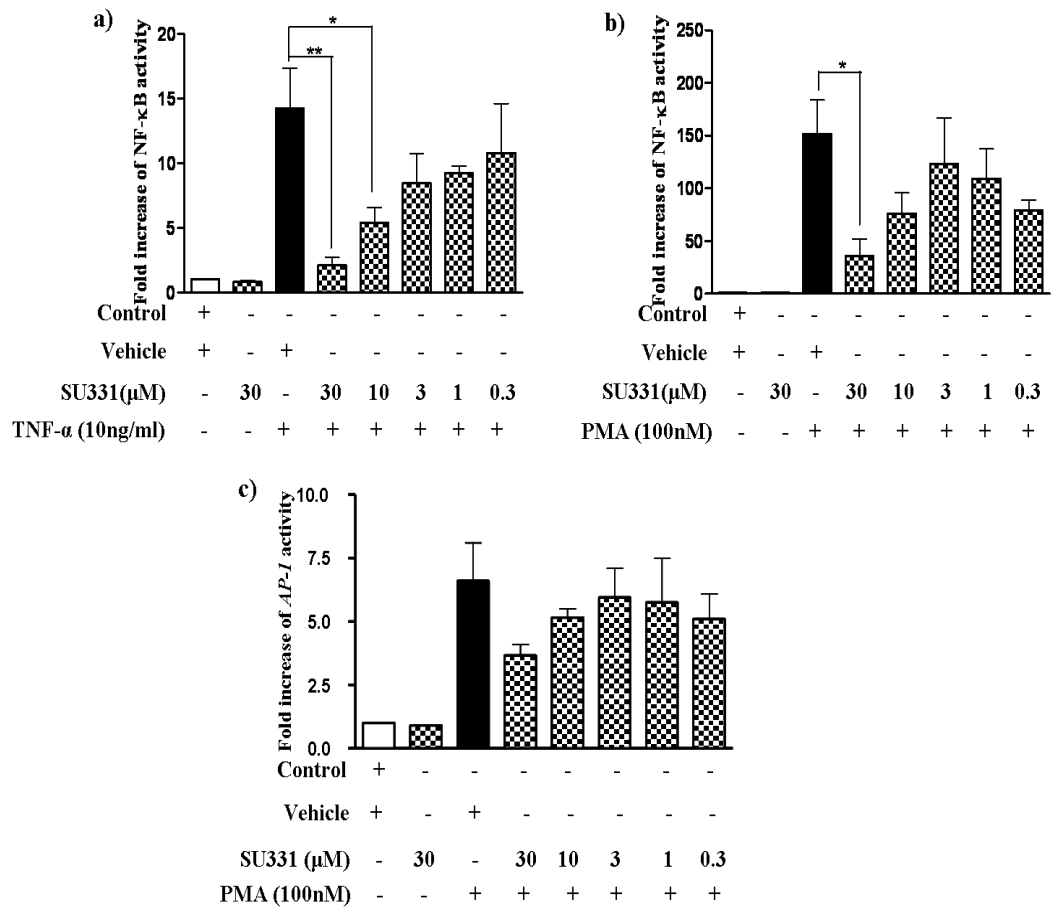 a)
Fold increase of NF-κB activity
20
15
10
5
0
*
**
Control + - - - - - - -
Vehicle + - + - - - - -
SU331(μM) - 30 - 30 10 3 1 0.3
TNF-α (10ng/ml) - - + + + + + +
b)
Fold increase of NF-κB activity
250
200
150
100
50
0
*
Control + - - - - - - -
Vehicle + - + - - - - -
SU331(μM) - 30 - 30 10 3 1 0.3
PMA (100nM) - - + + + + + +
c)
Fold increase of AP-1 activity
10.0
7.5
5.0
2.5
0.0
Control + - - - - - - -
Vehicle + - + - - - - -
SU331 (μM) - 30 - 30 10 3 1 0.3
PMA (100nM) - - + + + + + +